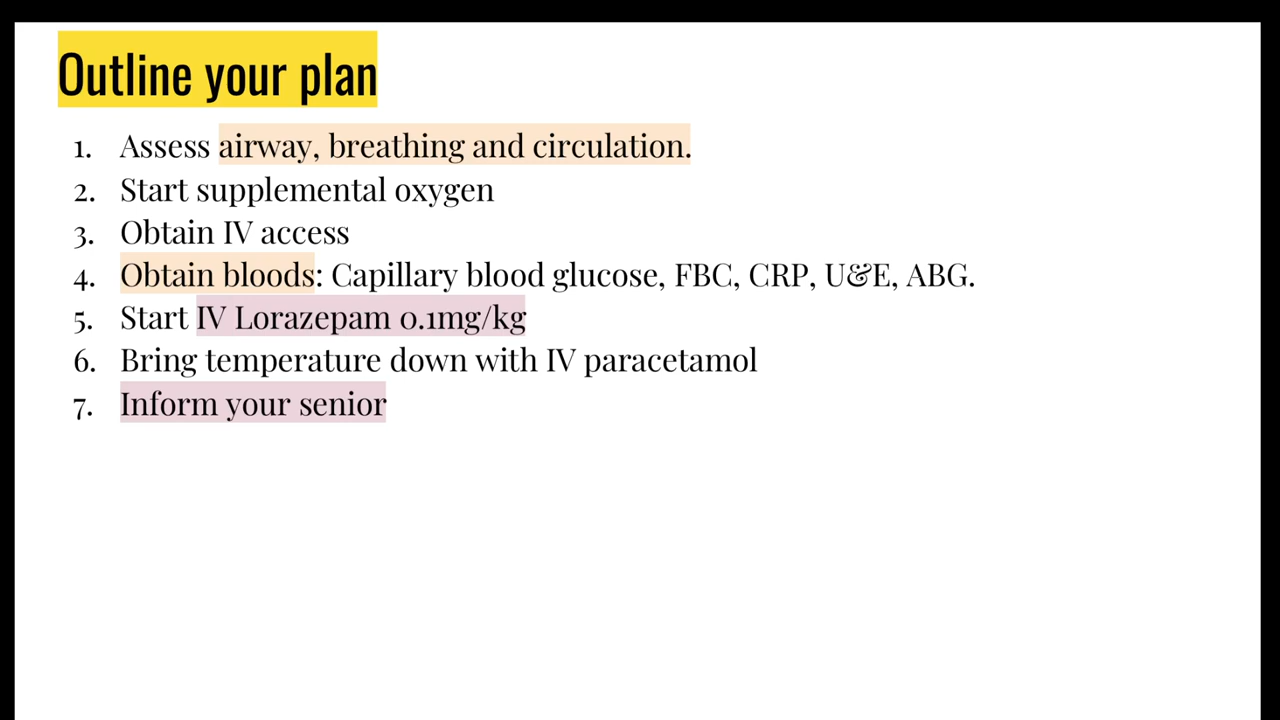 Outline your plan
1. Assess airway, breathing and circulation.
2. Start supplemental oxygen
3. Obtain IV access
4. Obtain bloods: Capillary blood glucose, FBC, CRP, U&E, ABG.
5. Start IV Lorazepam 0.1mg/kg
6. Bring temperature down with IV paracetamol
7. Inform your senior